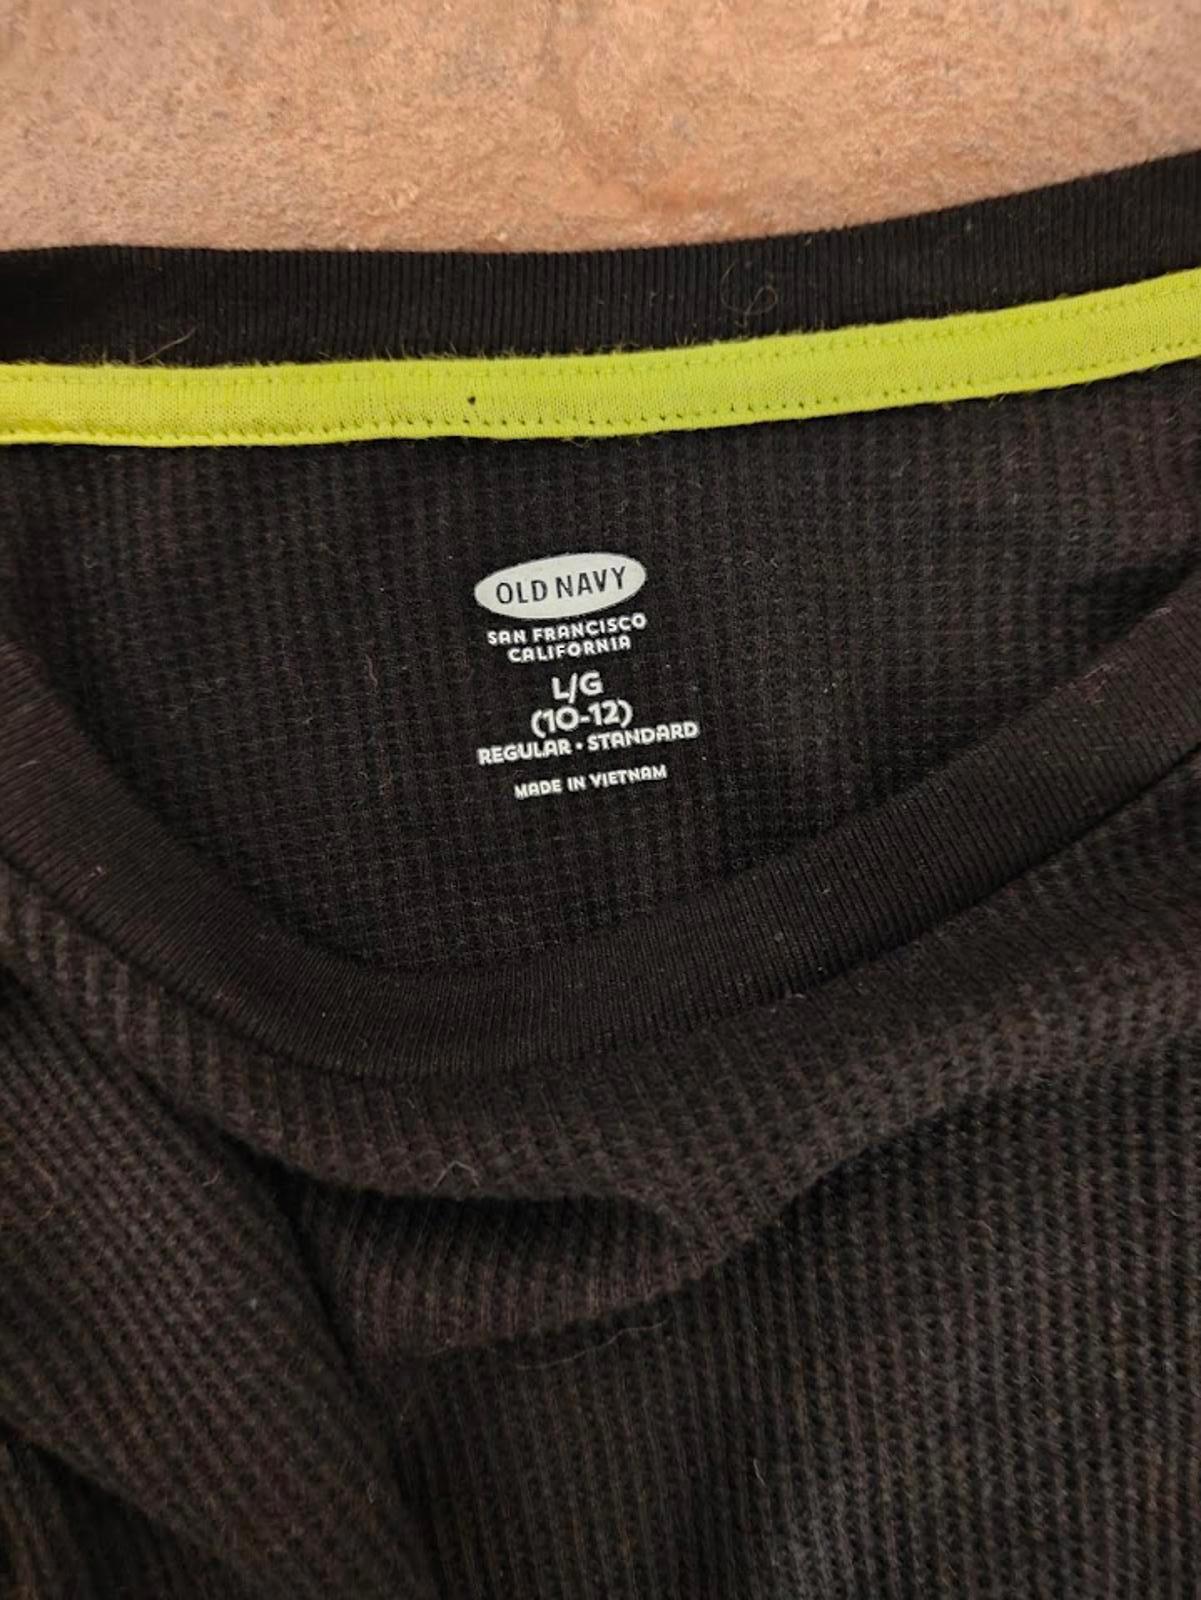 OLD NAVY
SAN FRANCISCO
CALIFORNIA
L/G
(10-12)
REGULAR • STANDARD
MADE IN VIETNAM